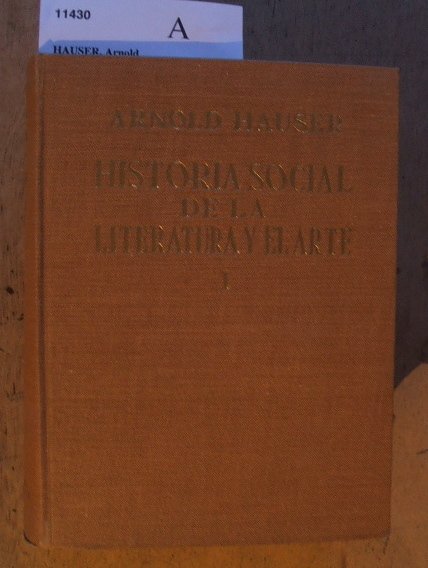 11430
A
HAUSER, Arnold
ARNOLD HAUSER
HISTORIA SOCIAL
DE LA
LITERATURA Y EL ARTE
I